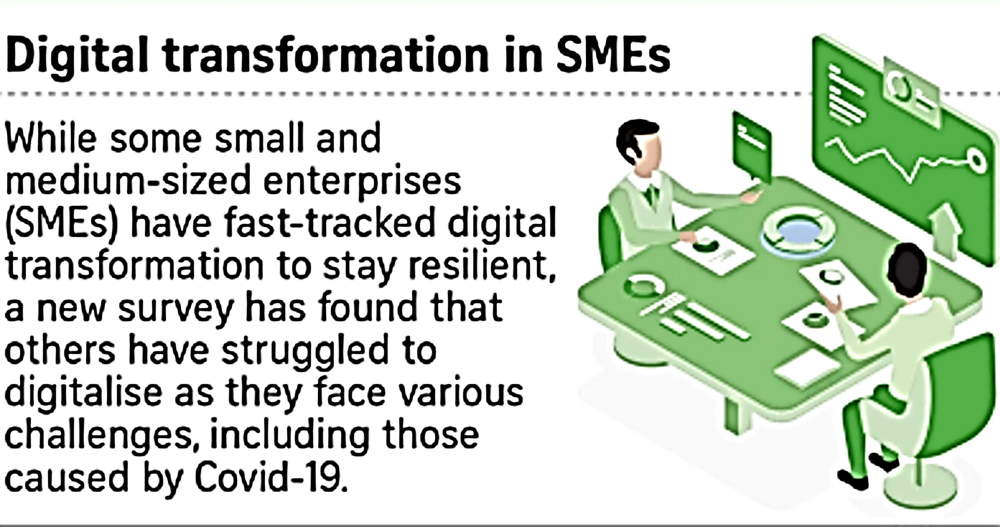 Digital transformation in SMEs
While some small and
medium-sized enterprises
(SMEs) have fast-tracked digital
transformation to stay resilient,
a new survey has found that
others have struggled to
digitalise as they face various
challenges, including those
caused by Covid-19.